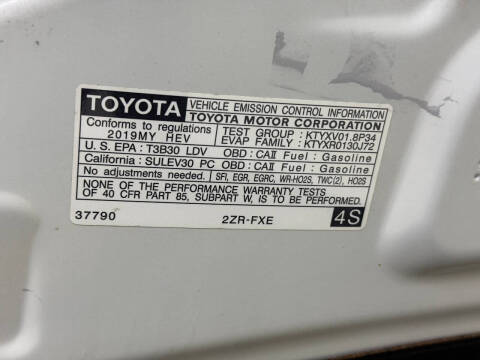 TOYOTA VEHICLE EMISSION CONTROL INFORMATION
TOYOTA MOTOR CORPORATION
Conforms to regulations
2019MY HEV
TEST GROUP : KTYXV01.8P34
EVAP FAMILY : KTYXR0130J72
U.S. EPA : T3B30 LDV OBD : CAII Fuel : Gasoline
California : SULEV30 PC OBD : CAII Fuel : Gasoline
No adjustments needed. SFI, EGR, EGRC, WR-HO2S, TWC(2), HO2S
NONE OF THE PERFORMANCE WARRANTY TESTS
OF 40 CFR PART 85, SUBPART W, IS TO BE CONDUCTED.
37790 2ZR-FXE 4S